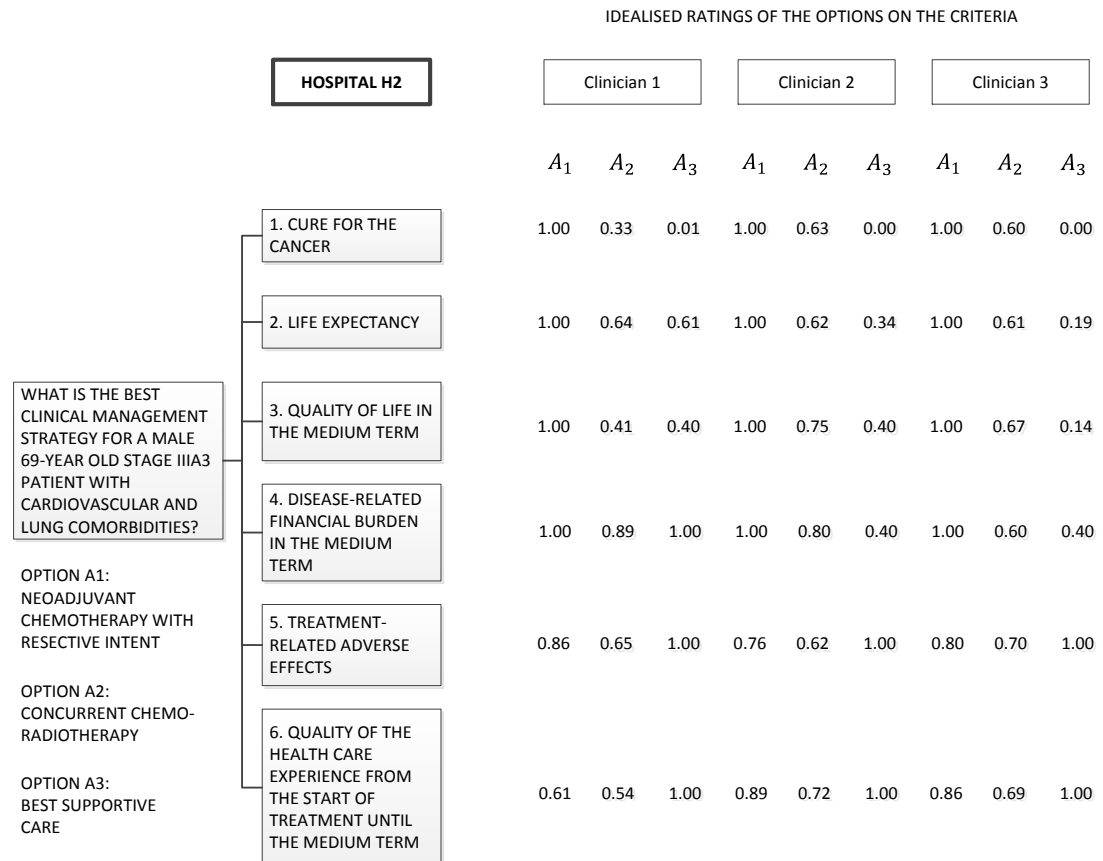 IDEALISED RATINGS OF THE OPTIONS ON THE CRITERIA
HOSPITAL H2
Clinician 1
Clinician 2
Clinician 3
A₁ A₂ A₃ A₁ A₂ A₃ A₁ A₂ A₃
1. CURE FOR THE
CANCER
1.00 0.33 0.01 1.00 0.63 0.00 1.00 0.60 0.00
2. LIFE EXPECTANCY
1.00 0.64 0.61 1.00 0.62 0.34 1.00 0.61 0.19
WHAT IS THE BEST
CLINICAL MANAGEMENT
STRATEGY FOR A MALE
69-YEAR OLD STAGE IIIA3
PATIENT WITH
CARDIOVASCULAR AND
LUNG COMORBIDITIES?
3. QUALITY OF LIFE IN
THE MEDIUM TERM
1.00 0.41 0.40 1.00 0.75 0.40 1.00 0.67 0.14
4. DISEASE-RELATED
FINANCIAL BURDEN
IN THE MEDIUM
TERM
1.00 0.89 1.00 1.00 0.80 0.40 1.00 0.60 0.40
OPTION A1:
NEOADJUVANT
CHEMOTHERAPY WITH
RESECTIVE INTENT
5. TREATMENT-
RELATED ADVERSE
EFFECTS
0.86 0.65 1.00 0.76 0.62 1.00 0.80 0.70 1.00
OPTION A2:
CONCURRENT CHEMO-
RADIOTHERAPY
OPTION A3:
BEST SUPPORTIVE
CARE
6. QUALITY OF THE
HEALTH CARE
EXPERIENCE FROM
THE START OF
TREATMENT UNTIL
THE MEDIUM TERM
0.61 0.54 1.00 0.89 0.72 1.00 0.86 0.69 1.00